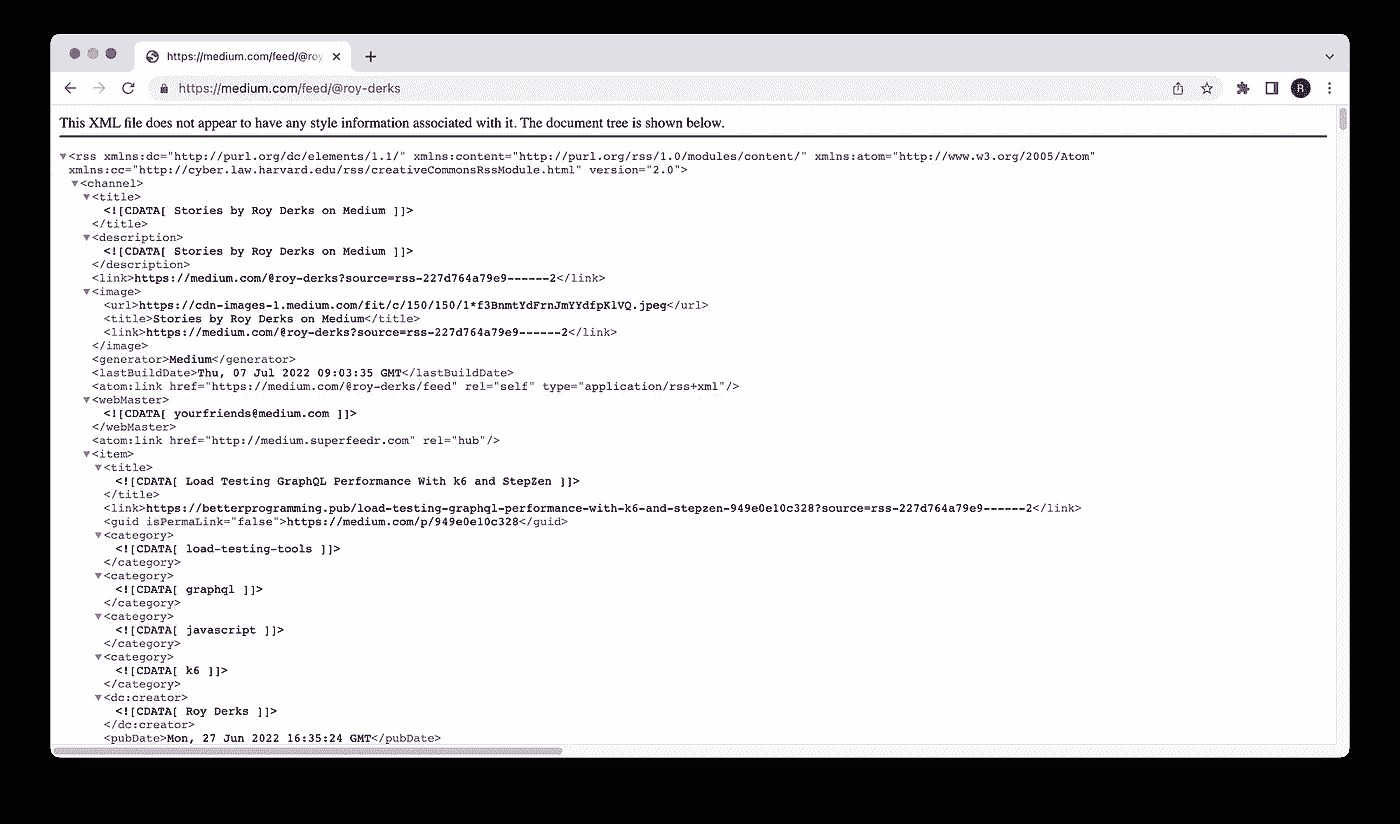 https://medium.com/feed/@roy
https://medium.com/feed/@roy-derks
R
This XML file does not appear to have any style information associated with it. The document tree is shown below.
<rss xmlns:dc="http://purl.org/dc/elements/1.1/" xmlns:content="http://purl.org/rss/1.0/modules/content/" xmlns:atom="http://www.w3.org/2005/Atom"
xmlns:cc="http://cyber.law.harvard.edu/rss/creativeCommonsRssModule.html" version="2.0">
<channel>
<title>
<![CDATA[ Stories by Roy Derks on Medium ]]>
</title>
<description>
<![CDATA[ Stories by Roy Derks on Medium ]]>
</description>
<link>https://medium.com/@roy-derks?source=rss-227d764a79e9------2</link>
<image>
<url>https://cdn-images-1.medium.com/fit/c/150/150/1*f3BnmtYdFrnJmYYdfpKlVQ.jpeg</url>
<title>Stories by Roy Derks on Medium</title>
<link>https://medium.com/@roy-derks?source=rss-227d764a79e9------2</link>
</image>
<generator>Medium</generator>
<lastBuildDate>Thu, 07 Jul 2022 09:03:35 GMT</lastBuildDate>
<atom:link href="https://medium.com/@roy-derks/feed" rel="self" type="application/rss+xml"/>
<webMaster>
<![CDATA[ yourfriends@medium.com ]]>
</webMaster>
<atom:link href="http://medium.superfeedr.com" rel="hub"/>
<item>
<title>
<![CDATA[ Load Testing GraphQL Performance With k6 and StepZen ]]>
</title>
<link>https://betterprogramming.pub/load-testing-graphql-performance-with-k6-and-stepzen-949e0e10c328?source=rss-227d764a79e9------2</link>
<guid isPermaLink="false">https://medium.com/p/949e0e10c328</guid>
<category>
<![CDATA[ load-testing-tools ]]>
</category>
<category>
<![CDATA[ graphql ]]>
</category>
<category>
<![CDATA[ javascript ]]>
</category>
<category>
<![CDATA[ k6 ]]>
</category>
<dc:creator>
<![CDATA[ Roy Derks ]]>
</dc:creator>
<pubDate>Mon, 27 Jun 2022 16:35:24 GMT</pubDate>